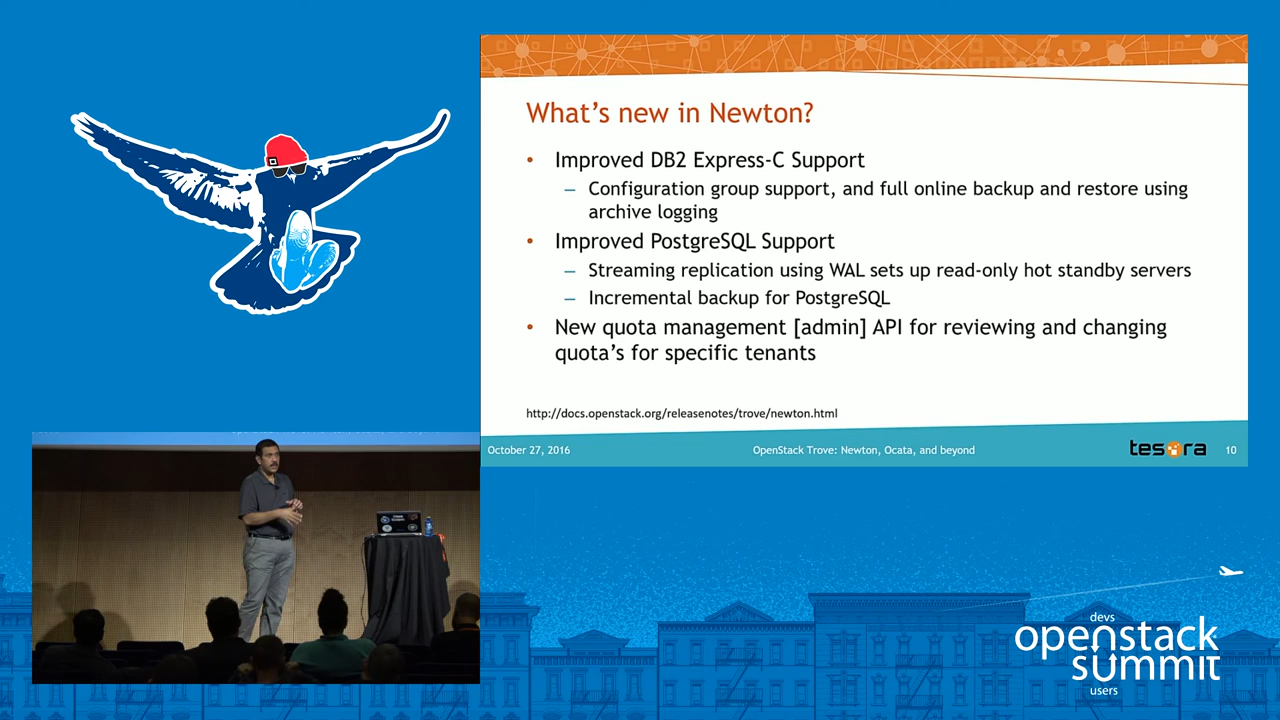 What's new in Newton?
• Improved DB2 Express-C Support
– Configuration group support, and full online backup and restore using
archive logging
• Improved PostgreSQL Support
– Streaming replication using WAL sets up read-only hot standby servers
– Incremental backup for PostgreSQL
• New quota management [admin] API for reviewing and changing
quota's for specific tenants
http://docs.openstack.org/releasenotes/trove/newton.html
October 27, 2016
OpenStack Trove: Newton, Ocata, and beyond
tesora
10
devs
openstack
summit
users